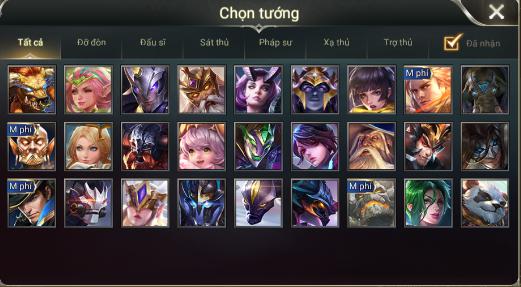 Chọn tướng
Tất cả
Đỡ đòn
Đấu sĩ
Sát thủ
Pháp sư
Xạ thủ
Trợ thủ
Đã nhận
M phí
M phí
M phí
M phí